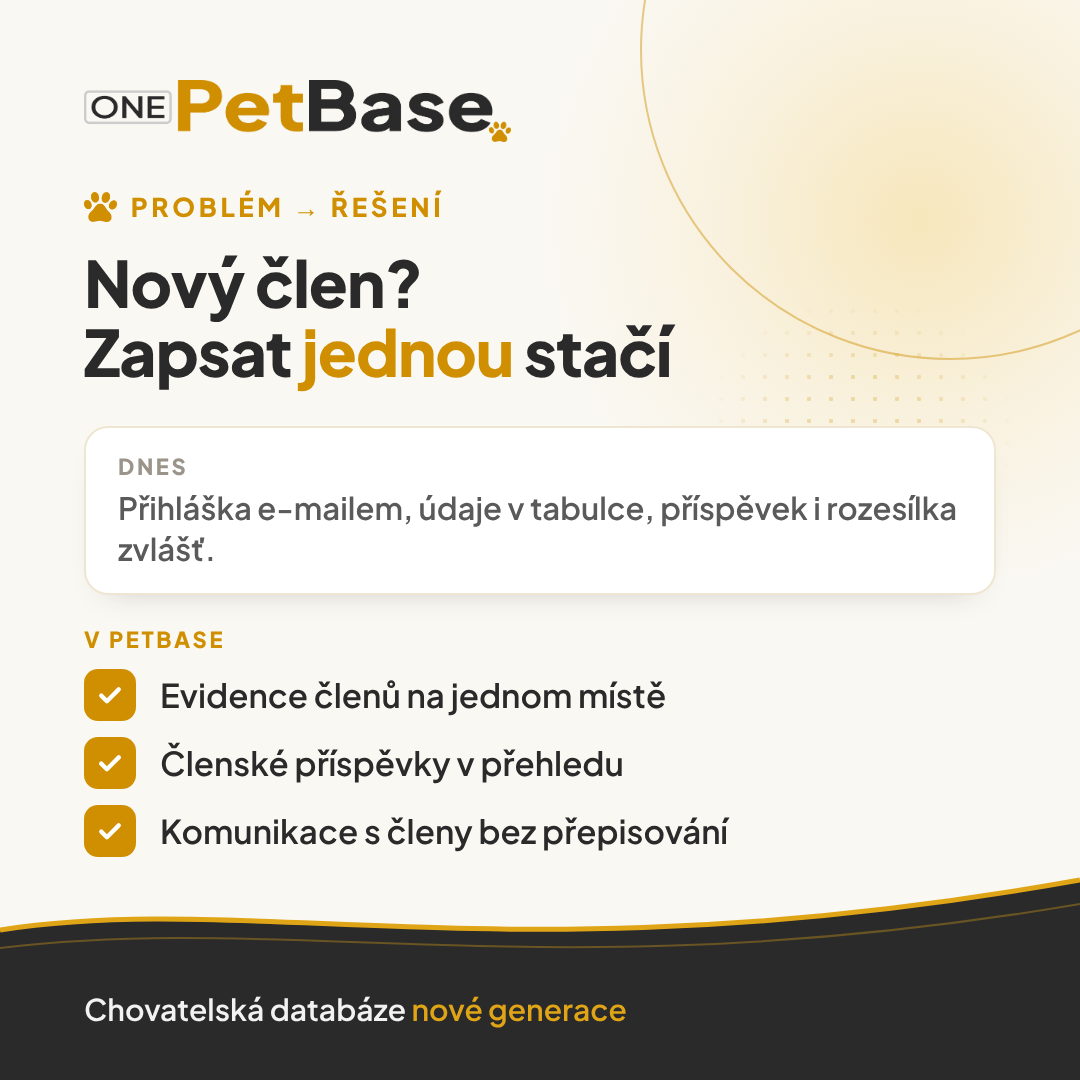 ONE PetBase
PROBLÉM → ŘEŠENÍ
Nový člen?
Zapsat jednou stačí
DNES
Přihláška e-mailem, údaje v tabulce, příspěvek i rozesílka
zvlášť.
V PETBASE
Evidence členů na jednom místě
Členské příspěvky v přehledu
Komunikace s členy bez přepisování
Chovatelská databáze nové generace